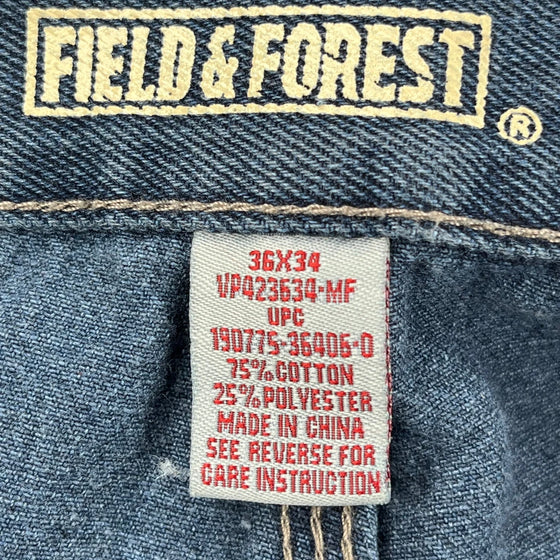 FIELD & FOREST
®
36X34
VP423634-MF
UPC
190775-36406-0
75%COTTON
25%POLYESTER
MADE IN CHINA
SEE REVERSE FOR
CARE INSTRUCTION